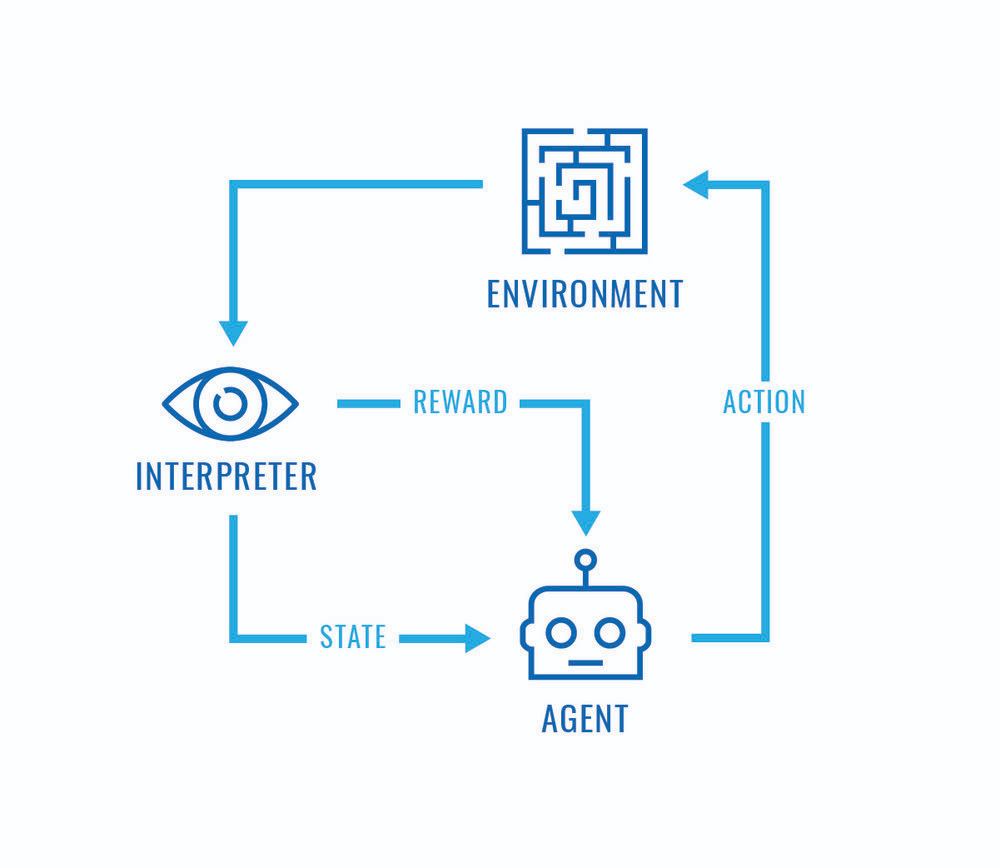 ENVIRONMENT
REWARD
ACTION
INTERPRETER
STATE
AGENT